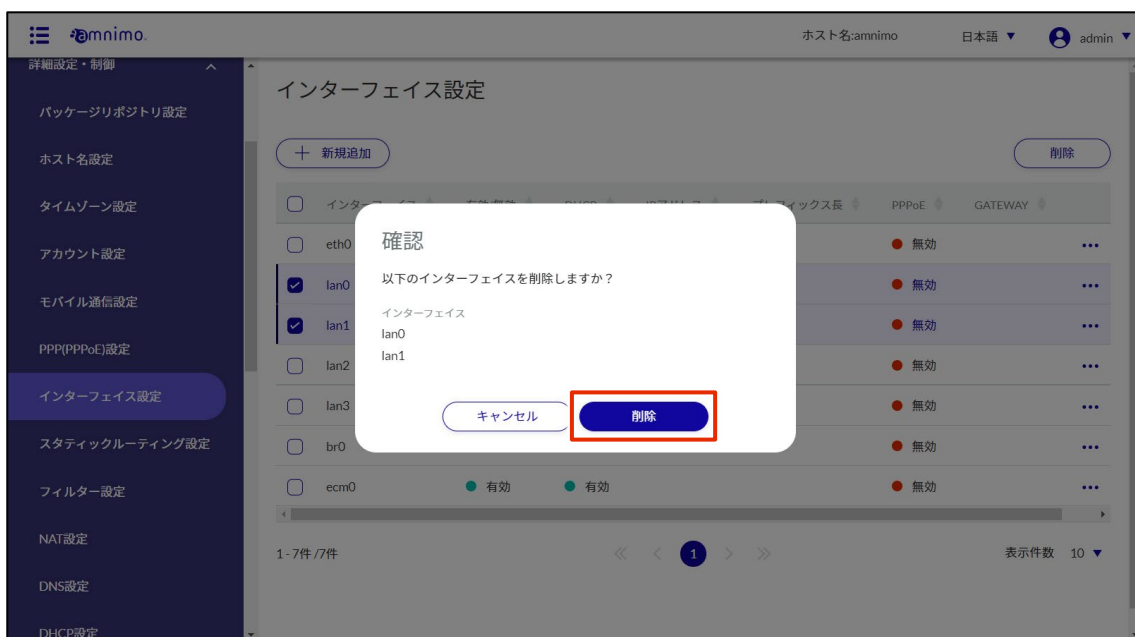 amnimo.
ホスト名:amnimo
日本語 ▼
admin ▼
詳細設定・制御
パッケージリポジトリ設定
ホスト名設定
タイムゾーン設定
アカウント設定
モバイル通信設定
PPP(PPPoE)設定
インターフェイス設定
スタティックルーティング設定
フィルター設定
NAT設定
DNS設定
DHCP設定
インターフェイス設定
+ 新規追加
削除
PPPoE
GATEWAY
eth0 無効 •••
lan0 無効 •••
lan1 無効 •••
lan2 無効 •••
lan3 無効 •••
br0 無効 •••
ecm0 有効 有効 無効 •••
確認
以下のインターフェイスを削除しますか？
インターフェイス
lan0
lan1
キャンセル
削除
1 - 7件 /7件
« < 1 > »
表示件数 10 ▼